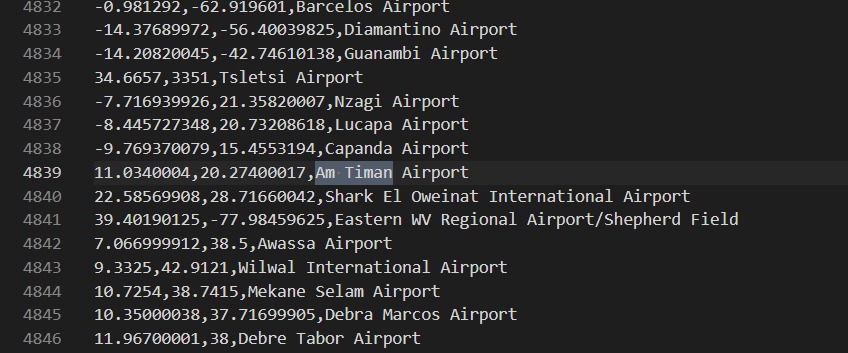 4832 -0.981292,-62.919601,Barcelos Airport
4833 -14.37689972,-56.40039825,Diamantino Airport
4834 -14.20820045,-42.74610138,Guanambi Airport
4835 34.6657,3351,Tsletsi Airport
4836 -7.716939926,21.35820007,Nzagi Airport
4837 -8.445727348,20.73208618,Lucapa Airport
4838 -9.769370079,15.4553194,Capanda Airport
4839 11.0340004,20.27400017,Am Timan Airport
4840 22.58569908,28.71660042,Shark El Oweinat International Airport
4841 39.40190125,-77.98459625,Eastern WV Regional Airport/Shepherd Field
4842 7.066999912,38.5,Awassa Airport
4843 9.3325,42.9121,Wilwal International Airport
4844 10.7254,38.7415,Mekane Selam Airport
4845 10.35000038,37.71699905,Debra Marcos Airport
4846 11.96700001,38,Debre Tabor Airport